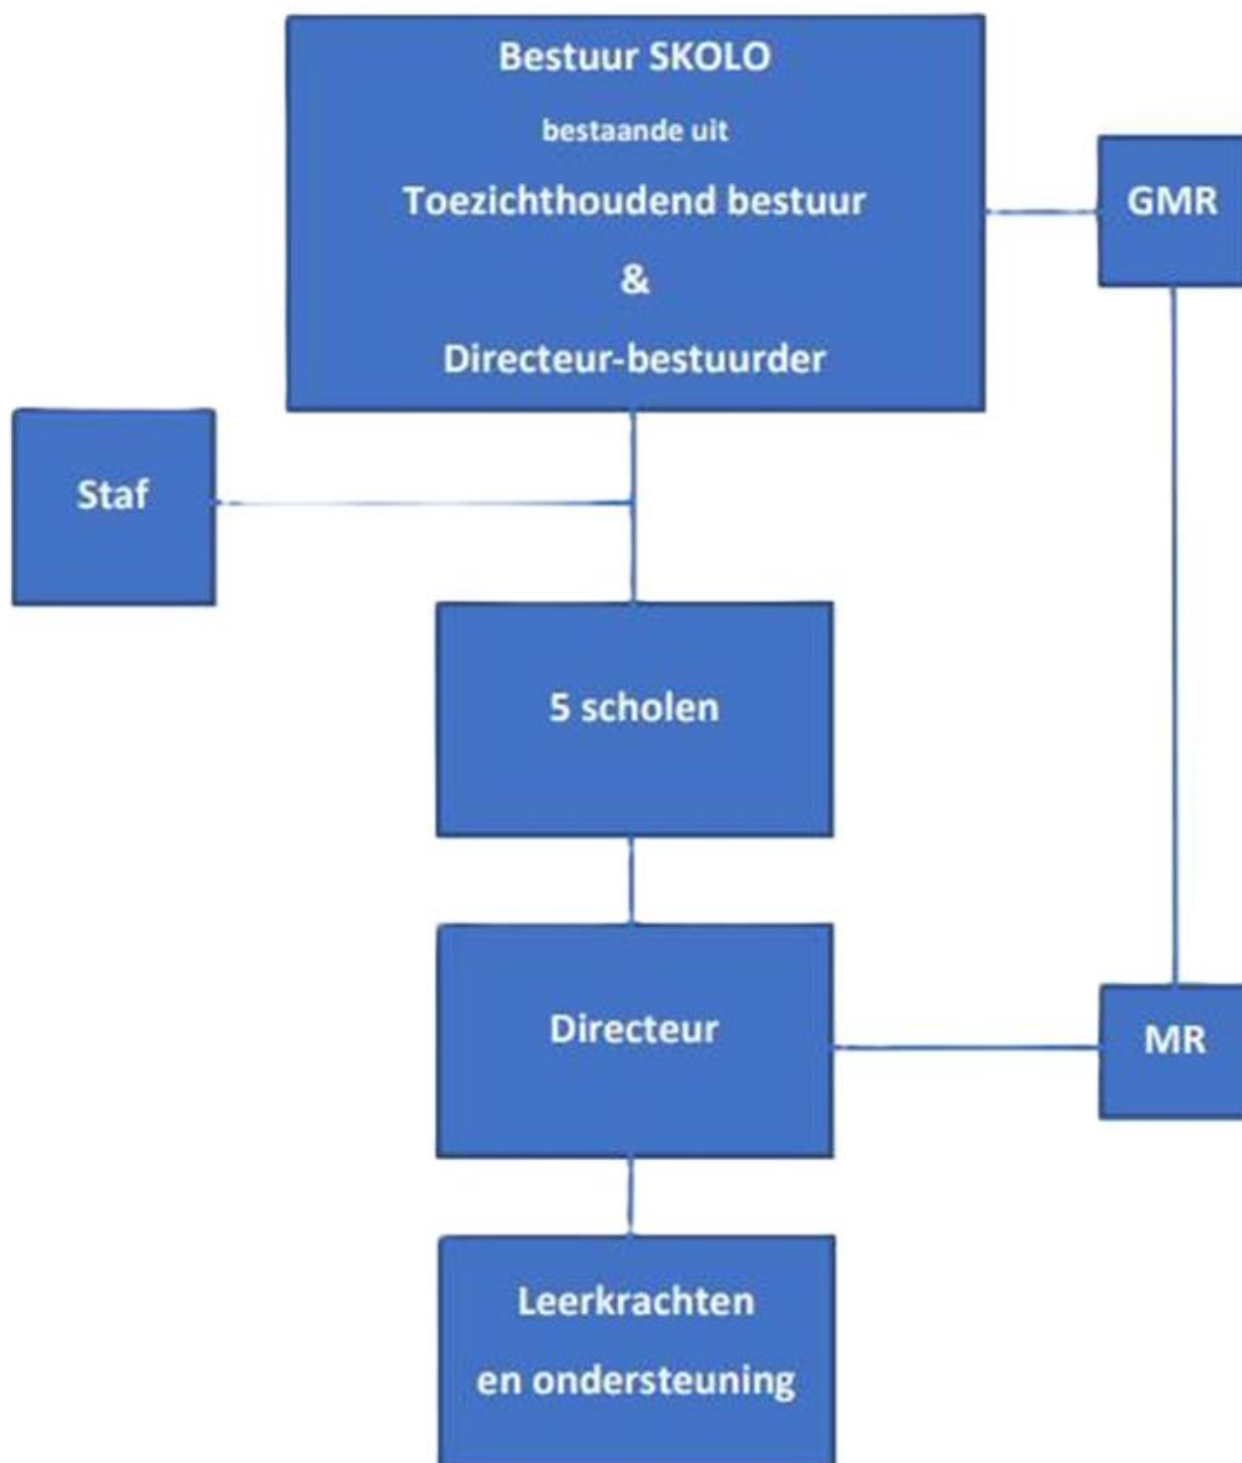 Bestuur SKOLO
bestaande uit
Toezichthoudend bestuur
&
Directeur-bestuurder
GMR
Staf
5 scholen
Directeur
MR
Leerkrachten
en ondersteuning